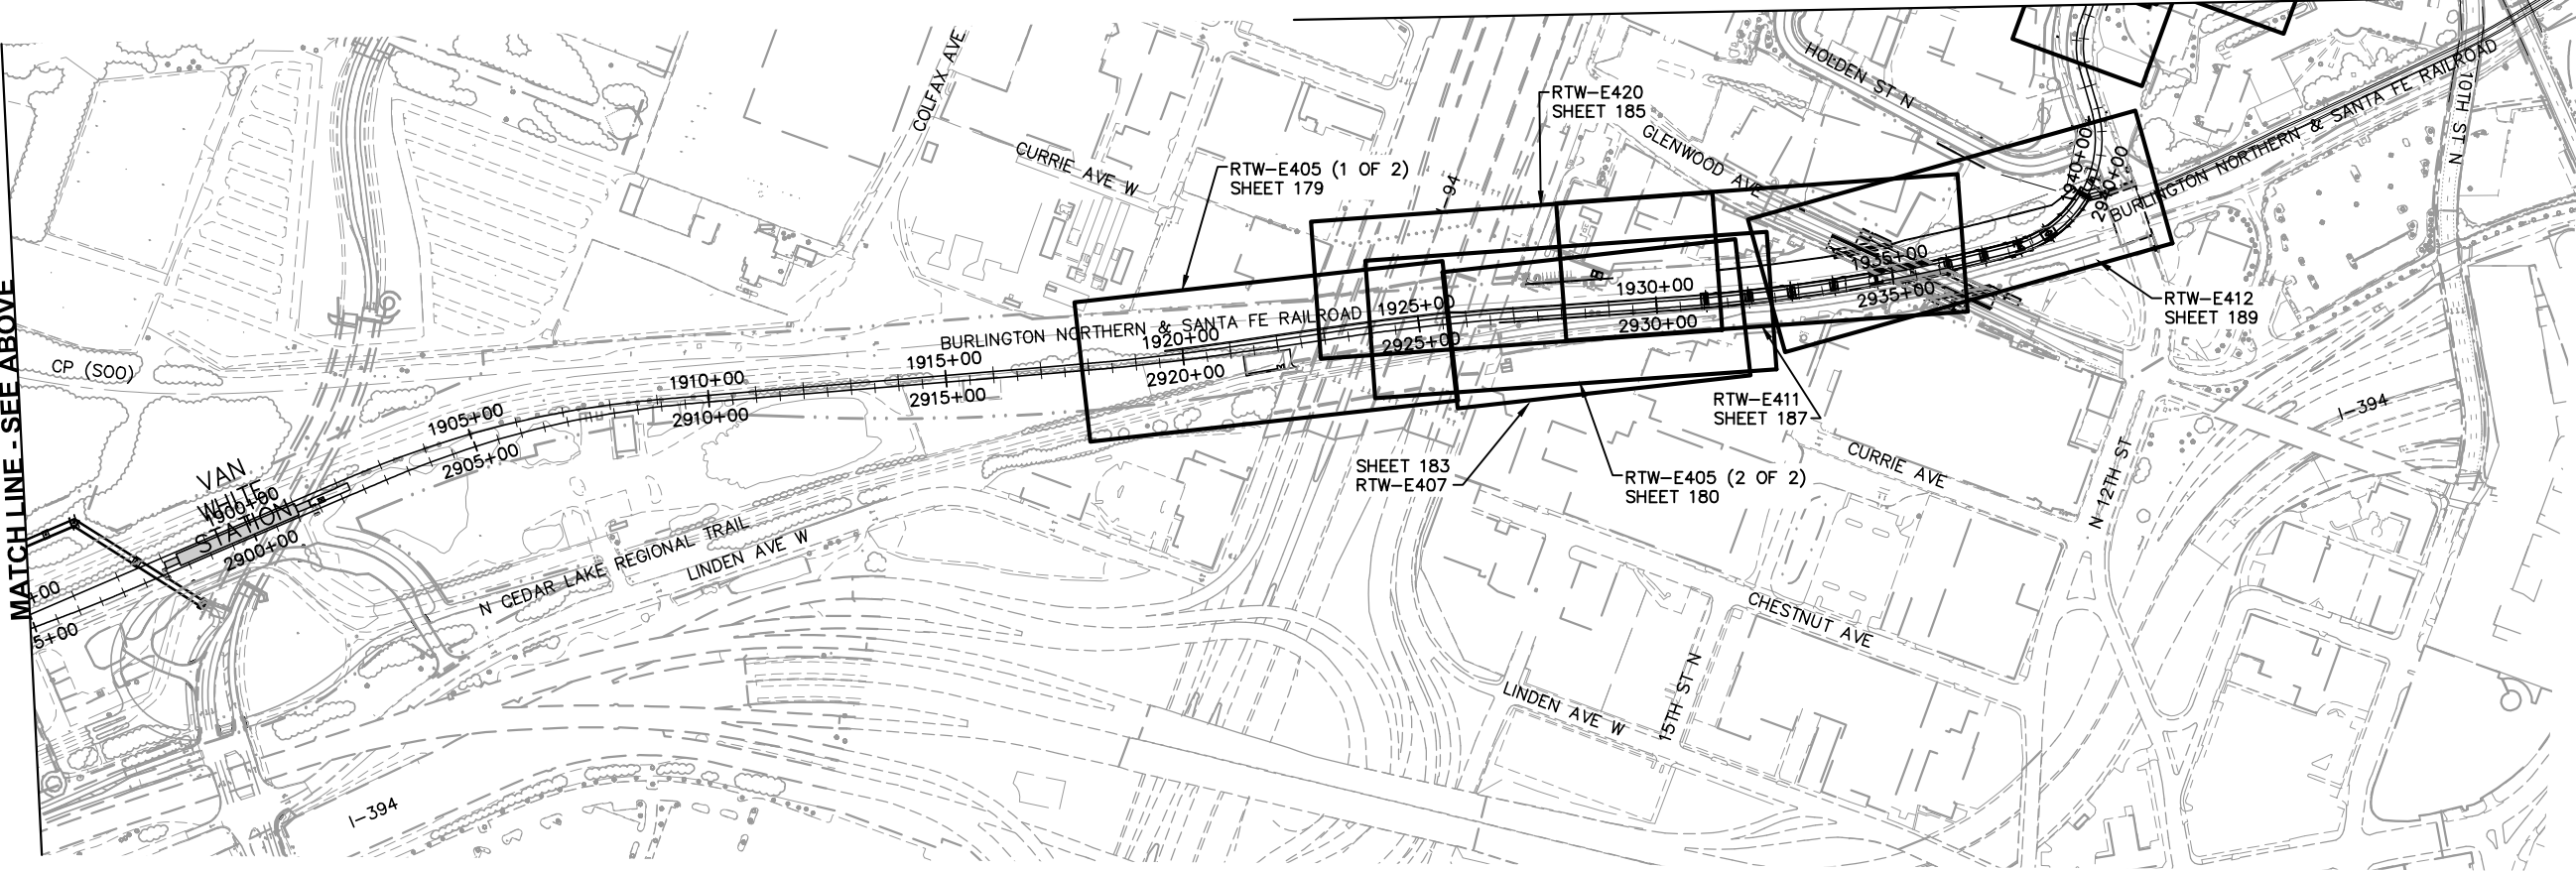 MATCH LINE - SEE ABOVE
CP (SOO)
VAN
WHITE
STATION
1900+00
2900+00
+00
5+00
1905+00
2905+00
1910+00
2910+00
1915+00
2915+00
1920+00
2920+00
1925+00
2925+00
1930+00
2930+00
1935+00
2935+00
1940+00
2940+00
BURLINGTON NORTHERN & SANTA FE RAILROAD
BURLINGTON NORTHERN & SANTA FE RAILROAD
COLFAX AVE
CURRIE AVE W
RTW-E405 (1 OF 2)
SHEET 179
I-94
RTW-E420
SHEET 185
HOLDEN ST N
GLENWOOD AVE
10TH ST N
RTW-E412
SHEET 189
RTW-E411
SHEET 187
RTW-E405 (2 OF 2)
SHEET 180
SHEET 183
RTW-E407
CURRIE AVE
N 12TH ST
I-394
CHESTNUT AVE
15TH ST N
LINDEN AVE W
N CEDAR LAKE REGIONAL TRAIL
LINDEN AVE W
I-394